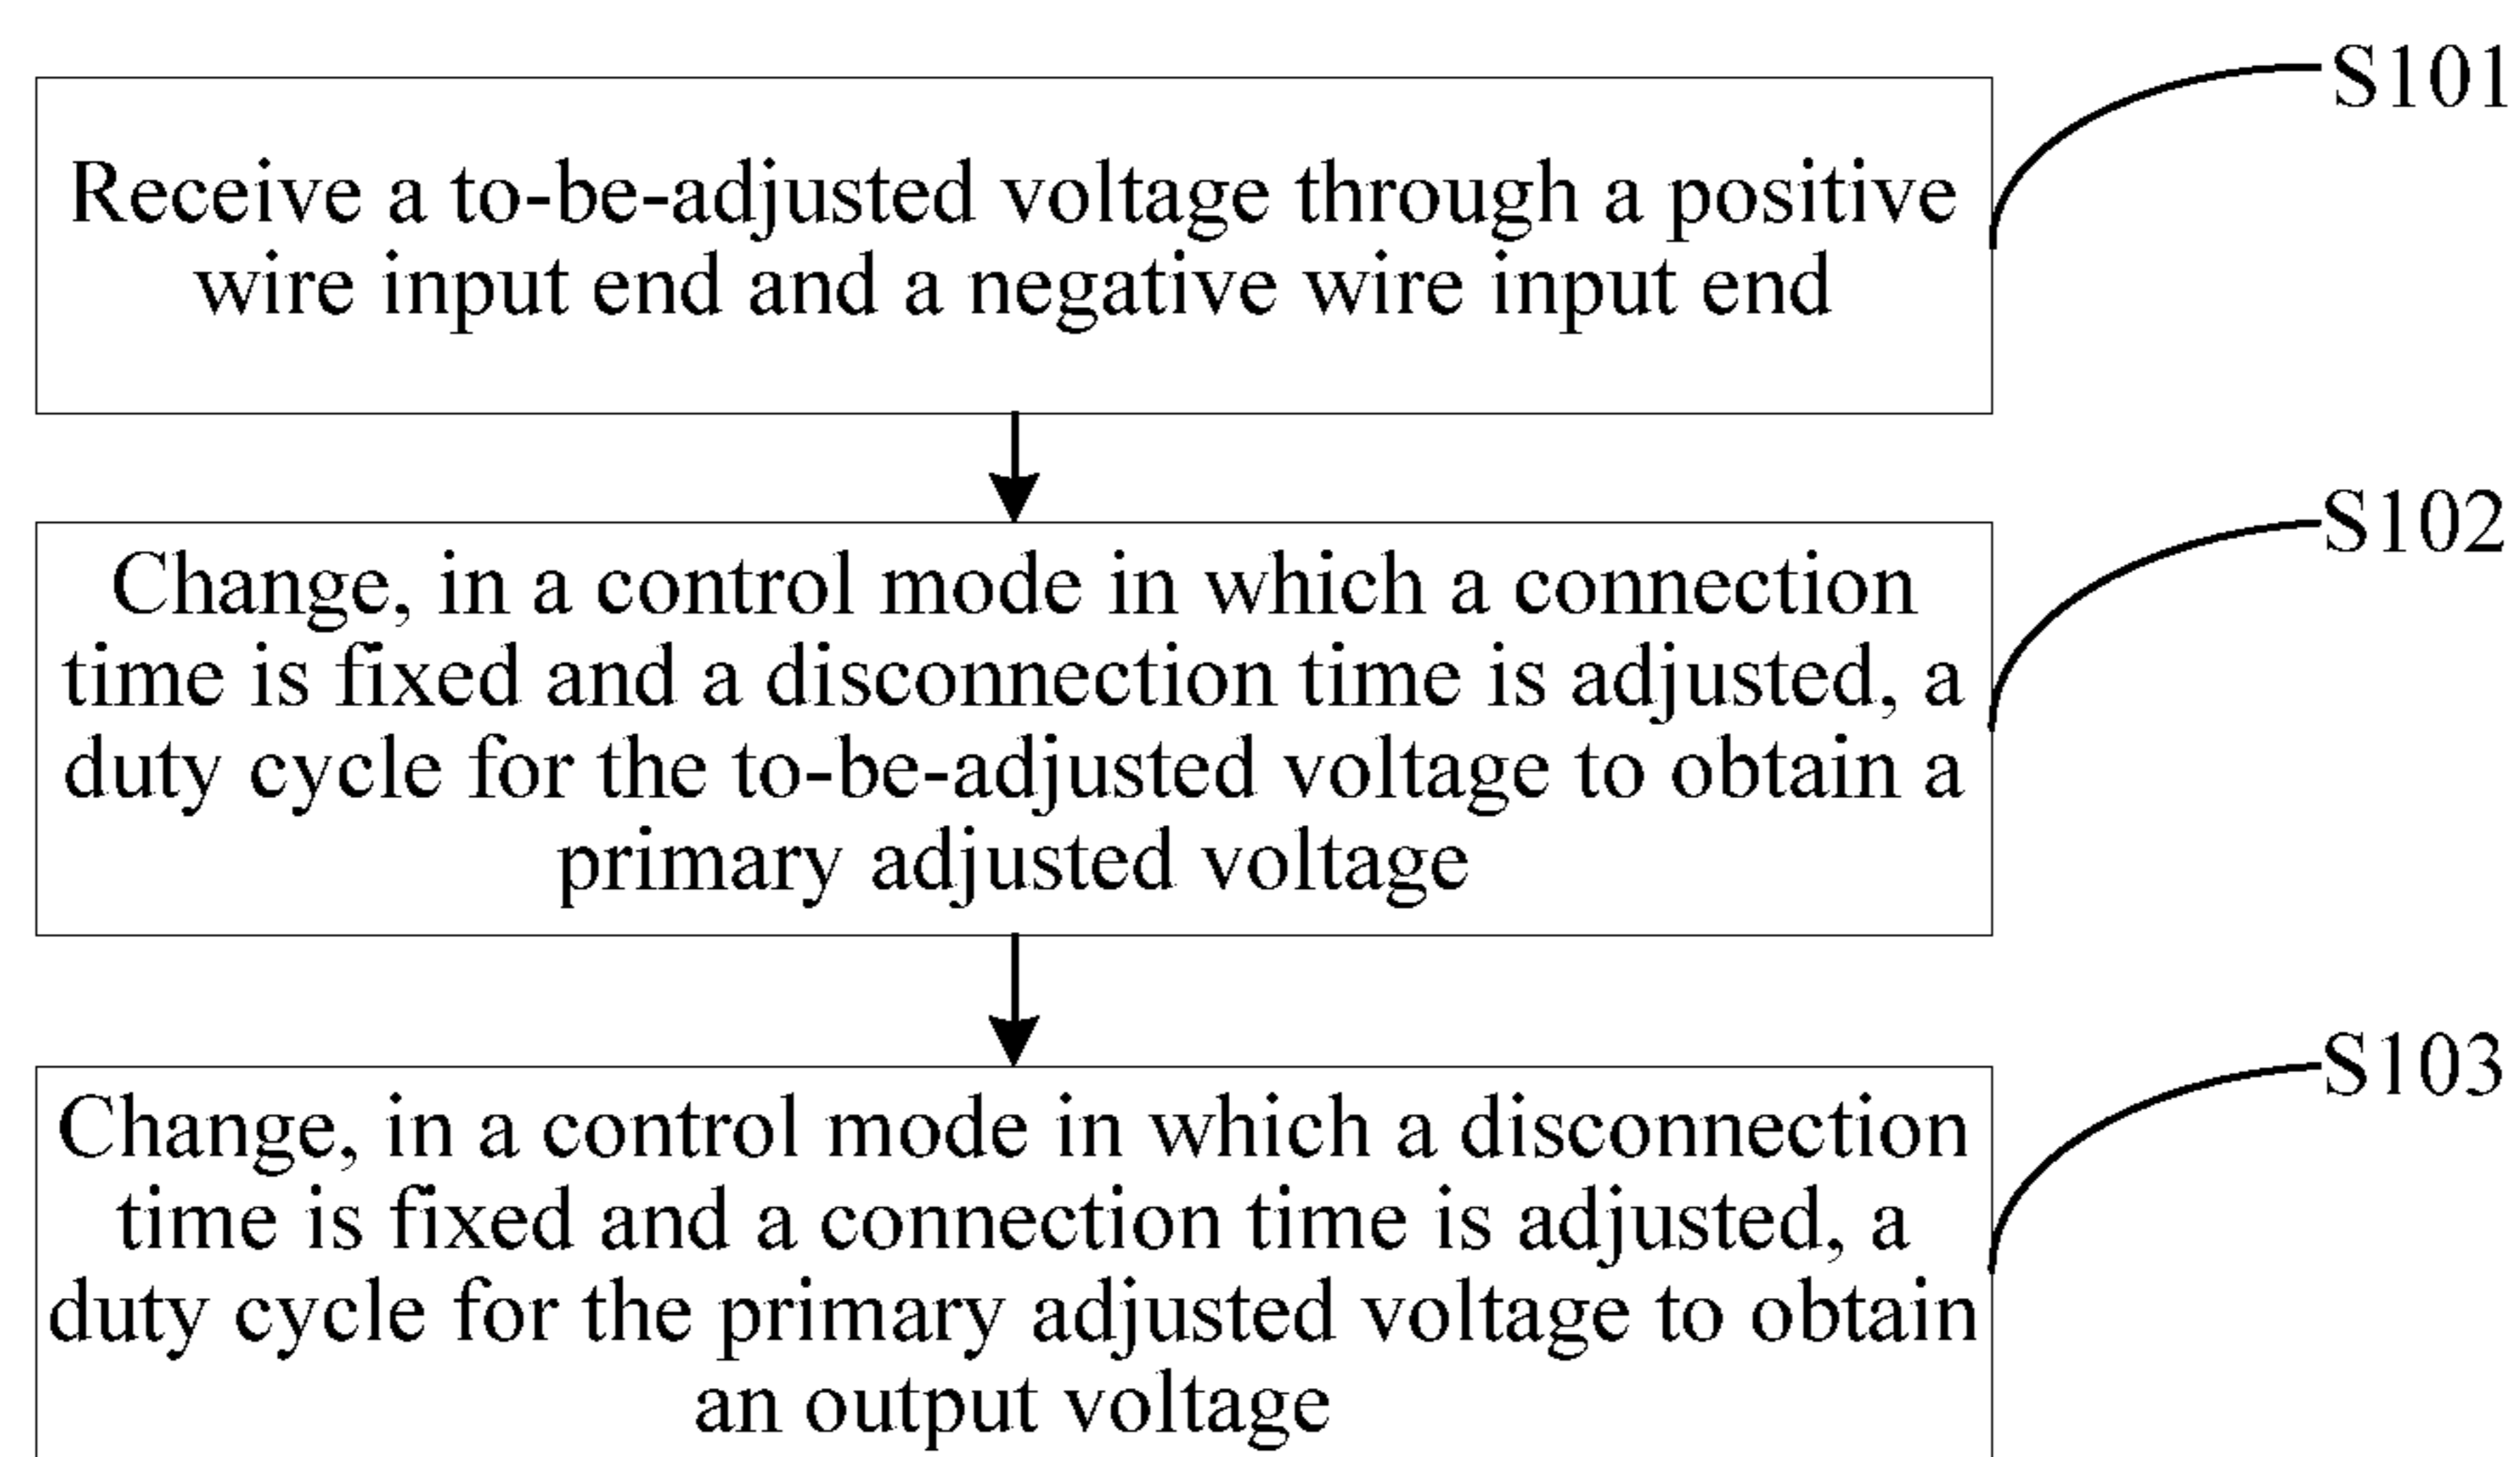 S101
Receive a to-be-adjusted voltage through a positive
wire input end and a negative wire input end
S102
Change, in a control mode in which a connection
time is fixed and a disconnection time is adjusted, a
duty cycle for the to-be-adjusted voltage to obtain a
primary adjusted voltage
S103
Change, in a control mode in which a disconnection
time is fixed and a connection time is adjusted, a
duty cycle for the primary adjusted voltage to obtain
an output voltage